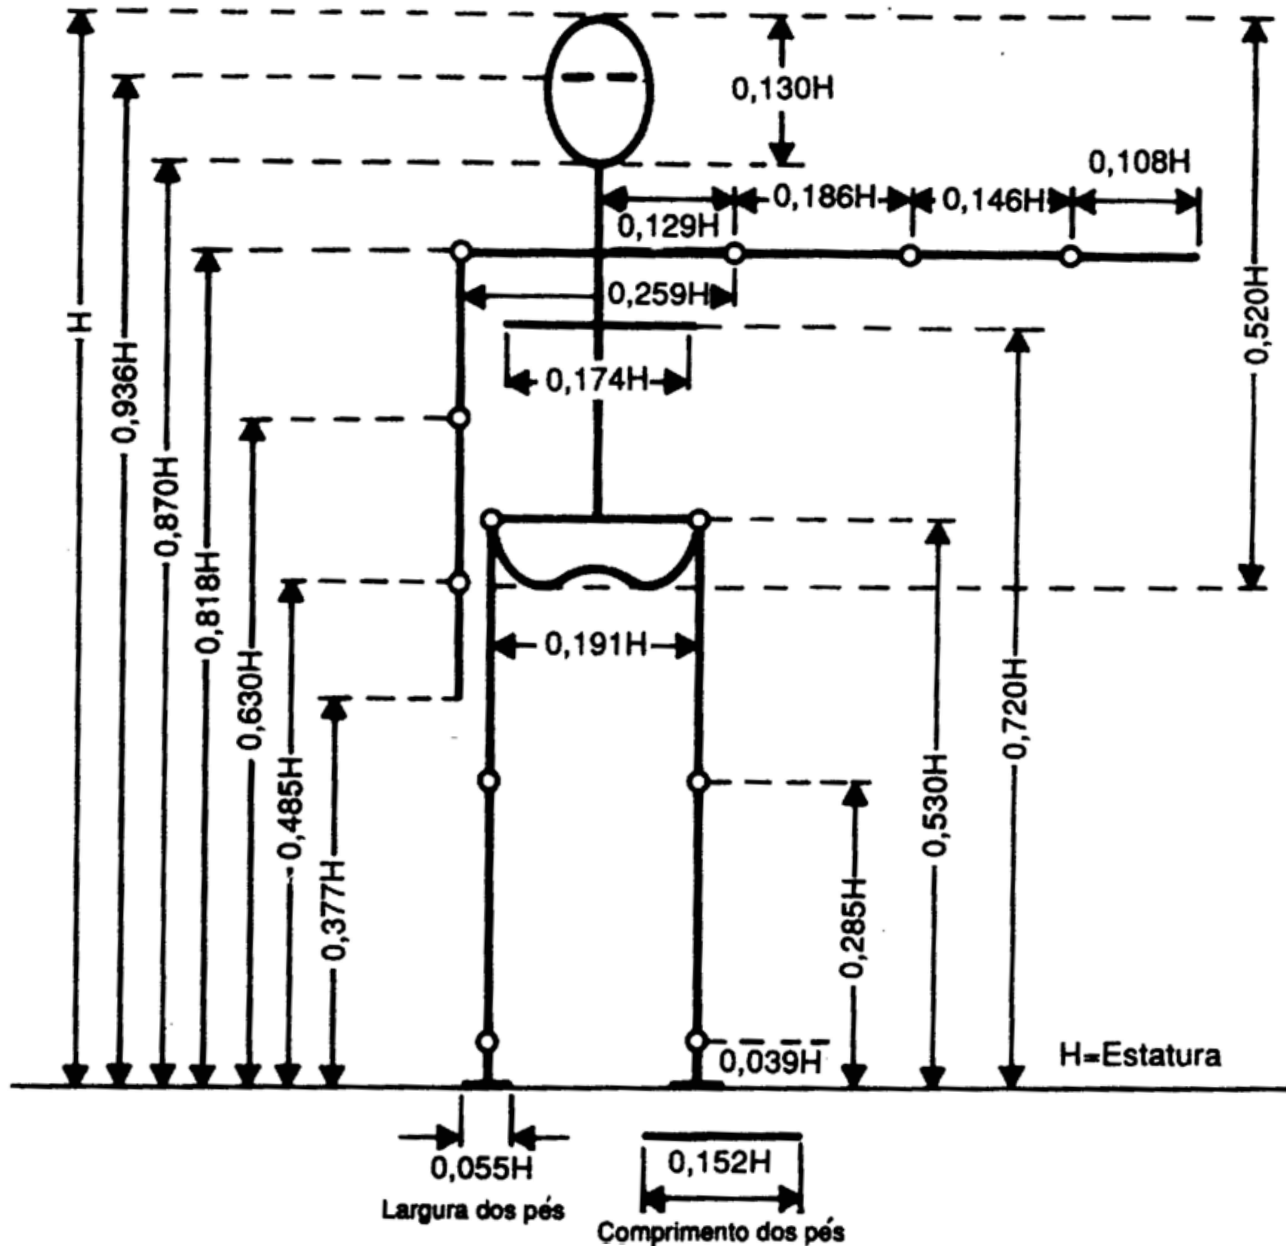 0,130H
0,108H
0,186H
0,146H
0,129H
0,259H
H
0,936H
0,870H
0,818H
0,630H
0,485H
0,377H
0,174H
0,520H
0,191H
0,720H
0,530H
0,285H
0,039H
H=Estatura
0,055H
Largura dos pés
0,152H
Comprimento dos pés